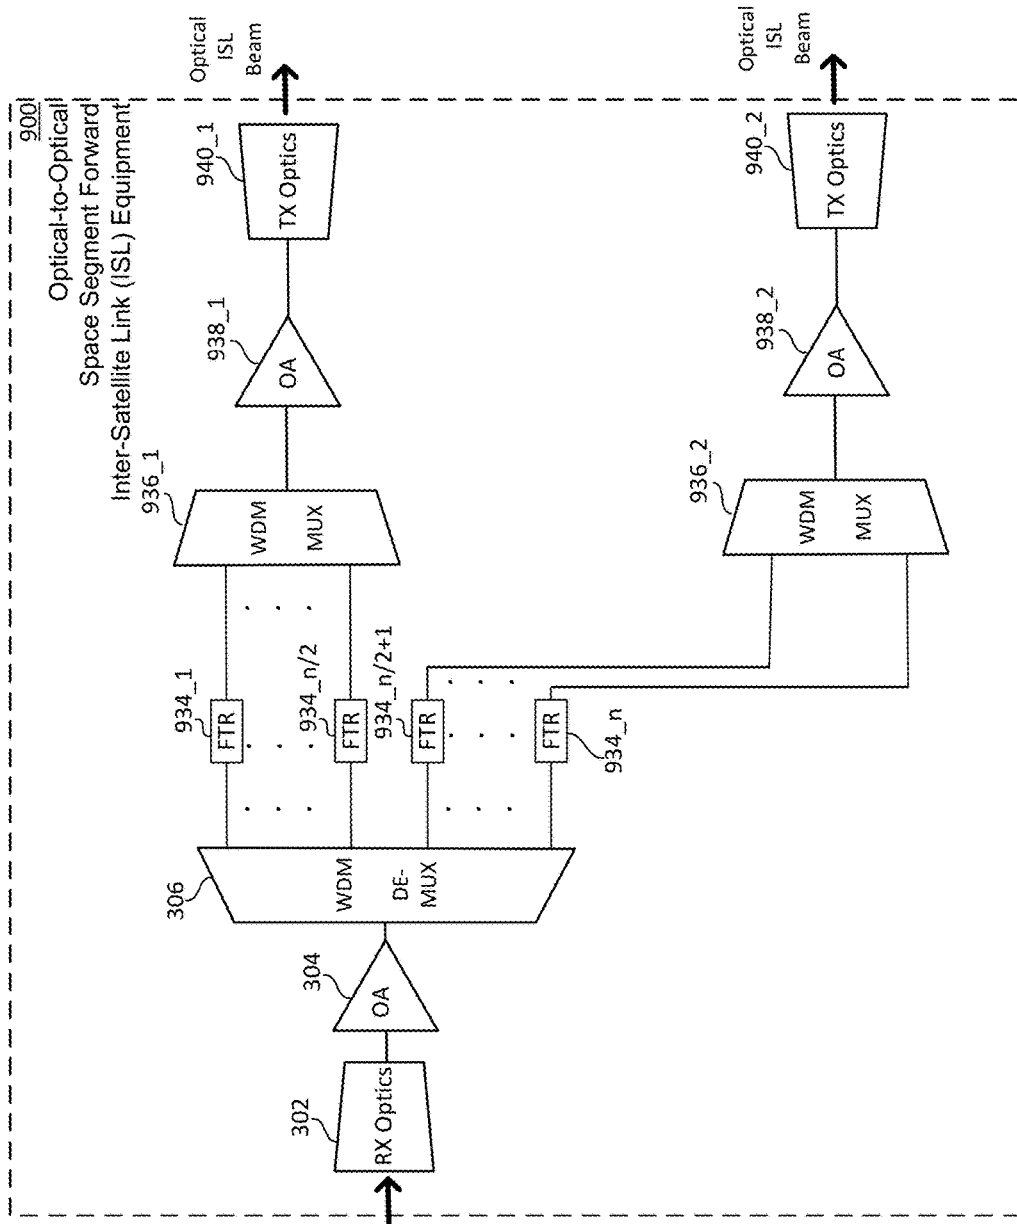 900
Optical-to-Optical
Space Segment Forward
Inter-Satellite Link (ISL) Equipment
302
RX Optics
304
OA
306
WDM
DE-
MUX
934_1
FTR
934_n/2
FTR
934_n/2+1
FTR
934_n
FTR
936_1
WDM
MUX
938_1
OA
940_1
TX Optics
Optical
ISL
Beam
936_2
WDM
MUX
938_2
OA
940_2
TX Optics
Optical
ISL
Beam